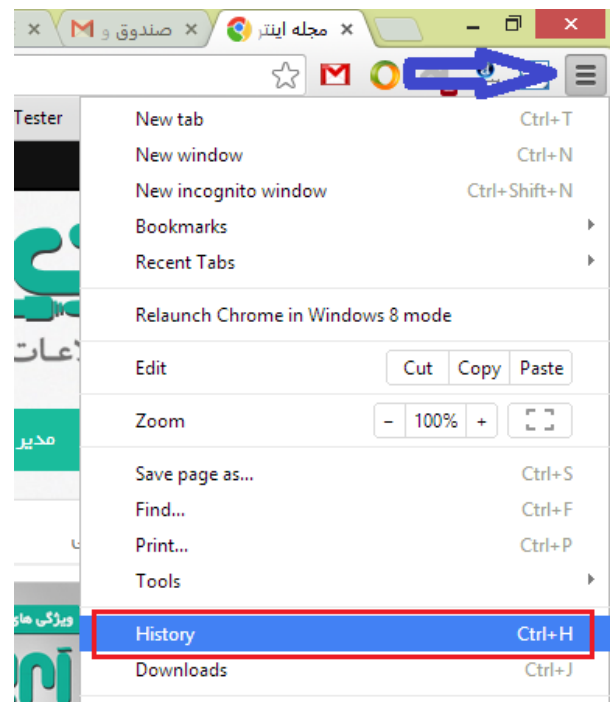 صندوق و
مجله اینتر
Tester
New tab Ctrl+T
New window Ctrl+N
New incognito window Ctrl+Shift+N
Bookmarks
Recent Tabs
Relaunch Chrome in Windows 8 mode
Edit Cut Copy Paste
Zoom - 100% +
مدیر
Save page as... Ctrl+S
Find... Ctrl+F
Print... Ctrl+P
Tools
ویژگی های
History Ctrl+H
Downloads Ctrl+J